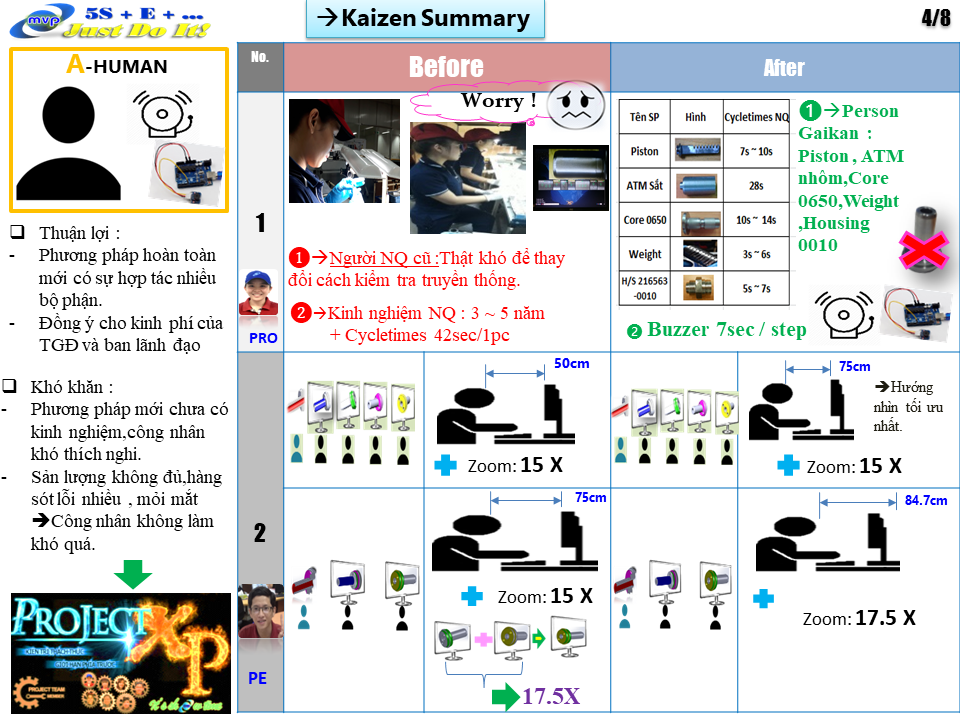 mvp
5S + E + ...
Just Do It!
→Kaizen Summary
4/8
A-HUMAN
❑ Thuận lợi :
- Phương pháp hoàn toàn
mới có sự hợp tác nhiều
bộ phận.
- Đồng ý cho kinh phí của
TGĐ và ban lãnh đạo
❑ Khó khăn :
- Phương pháp mới chưa có
kinh nghiệm,công nhân
khó thích nghi.
- Sản lượng không đủ,hàng
sót lỗi nhiều , mỏi mắt
➔Công nhân không làm
khó quá.
PROJECT
XP
PROJECT TEAM
No.
Before
After
1
PRO
Worry !
❶→Người NQ cũ :Thật khó để thay
đổi cách kiểm tra truyền thống.
❷→Kinh nghiệm NQ : 3 ~ 5 năm
+ Cycletimes 42sec/1pc
Tên SP Hình Cycletimes NQ
Piston 7s ~ 10s
ATM Sắt 28s
Core 0650 10s ~ 14s
Weight 3s ~ 6s
H/S 216563
-0010 5s ~ 7s
❶→Person
Gaikan :
Piston , ATM
nhôm,Core
0650,Weight
,Housing
0010
❷ Buzzer 7sec / step
2
PE
50cm
Zoom: 15 X
75cm
➔Hướng
nhìn tối ưu
nhất.
Zoom: 15 X
75cm
Zoom: 15 X
17.5X
84.7cm
Zoom: 17.5 X